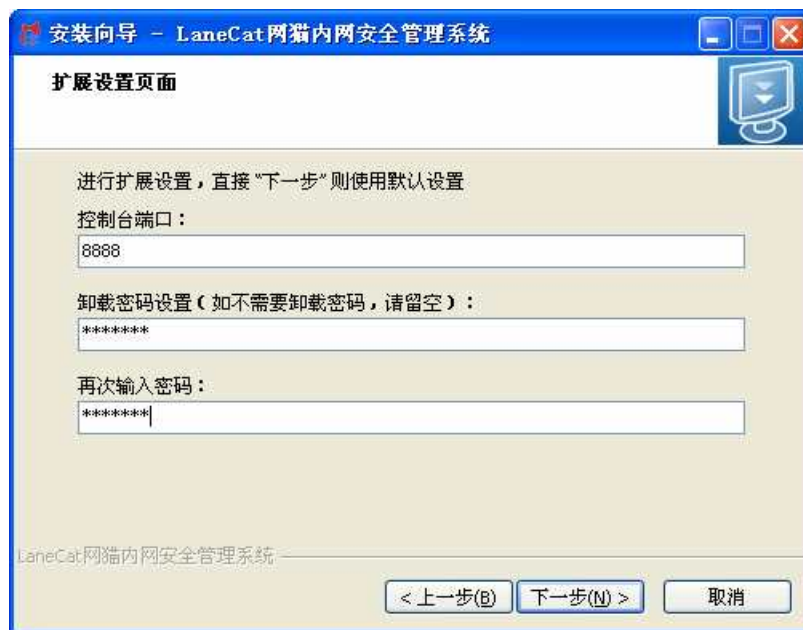 安装向导 - LaneCat网猫内网安全管理系统
扩展设置页面
进行扩展设置，直接"下一步"则使用默认设置
控制台端口：
8888
卸载密码设置(如不需要卸载密码，请留空)：
*******
再次输入密码：
*******
LaneCat网猫内网安全管理系统
<上一步(B) 下一步(N)> 取消